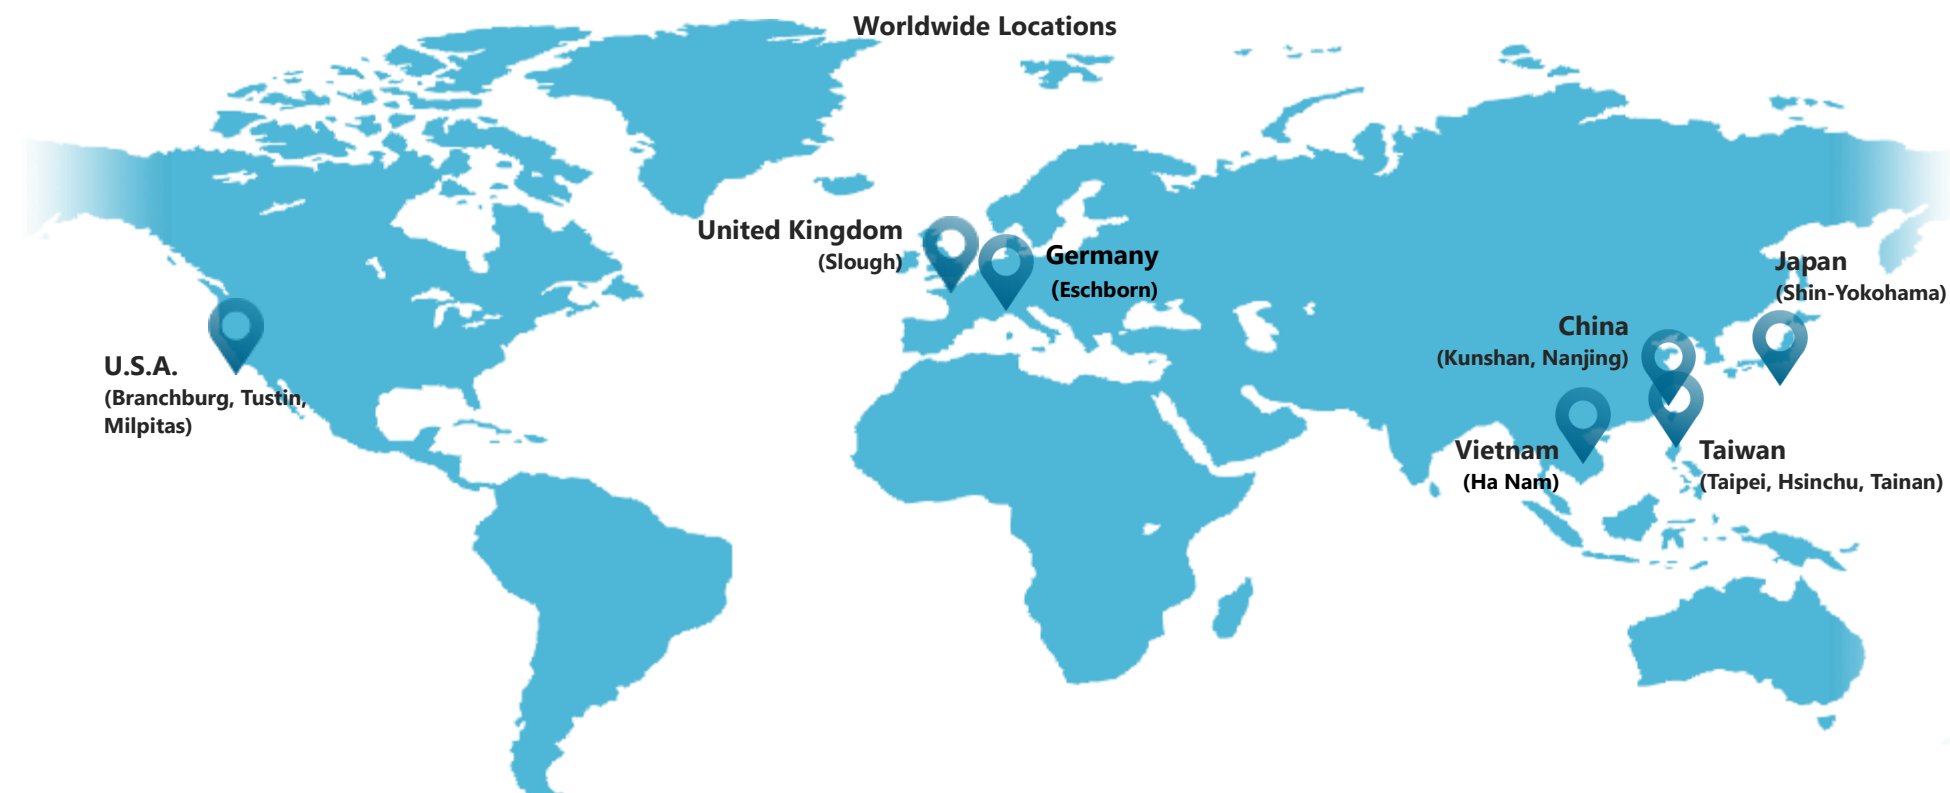 Worldwide Locations
United Kingdom
(Slough)
Germany
(Eschborn)
Japan
(Shin-Yokohama)
China
(Kunshan, Nanjing)
U.S.A.
(Branchburg, Tustin,
Milpitas)
Vietnam
(Ha Nam)
Taiwan
(Taipei, Hsinchu, Tainan)